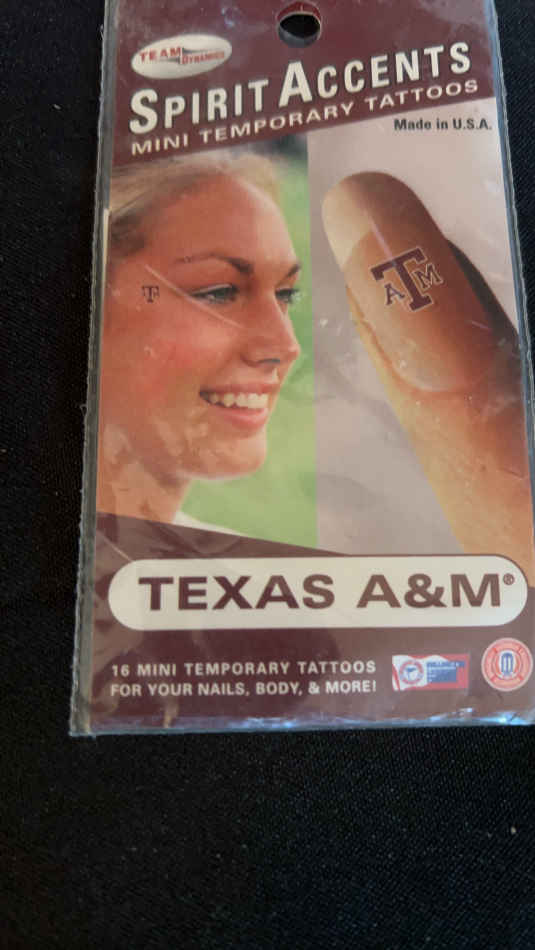 TEAM DYNAMICS
SPIRIT ACCENTS
MINI TEMPORARY TATTOOS
Made in U.S.A.
A T M
TEXAS A&M®
16 MINI TEMPORARY TATTOOS
FOR YOUR NAILS, BODY, & MORE!